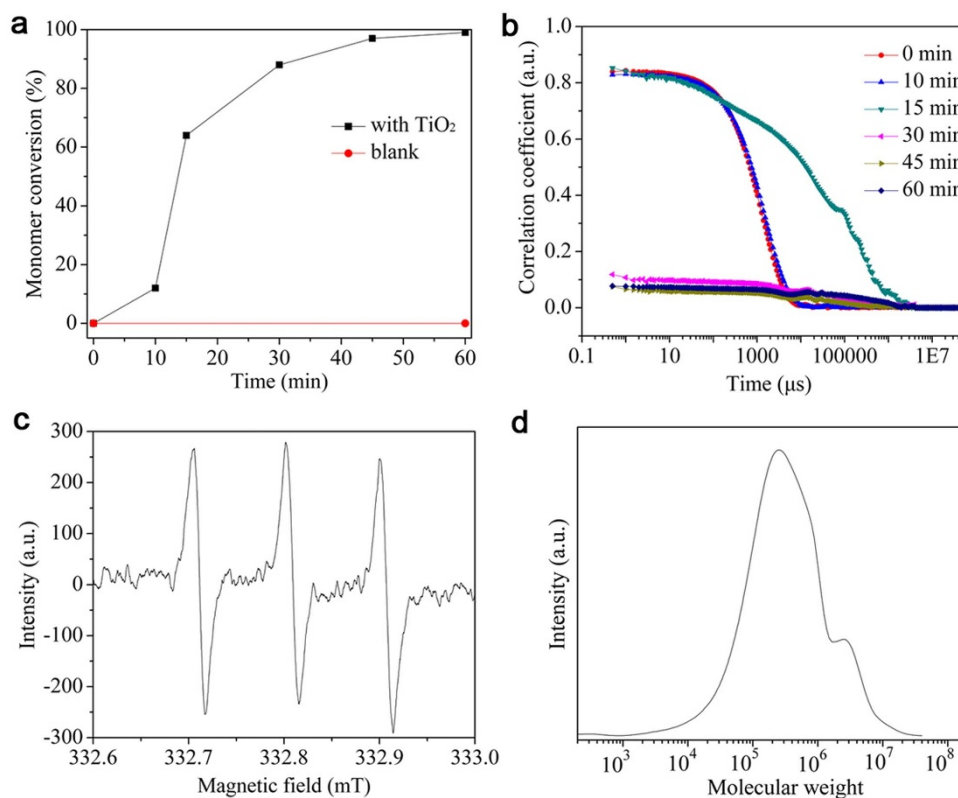 a
100
80
60
40
20
0
Monomer conversion (%)
with TiO₂
blank
0 10 20 30 40 50 60
Time (min)
b
1.0
0.8
0.6
0.4
0.2
0.0
Correlation coefficient (a.u.)
0 min
10 min
15 min
30 min
45 min
60 min
0.1 10 1000 100000 1E7
Time (μs)
c
300
200
100
0
-100
-200
-300
Intensity (a.u.)
332.6 332.7 332.8 332.9 333.0
Magnetic field (mT)
d
Intensity (a.u.)
10³ 10⁴ 10⁵ 10⁶ 10⁷ 10⁸
Molecular weight